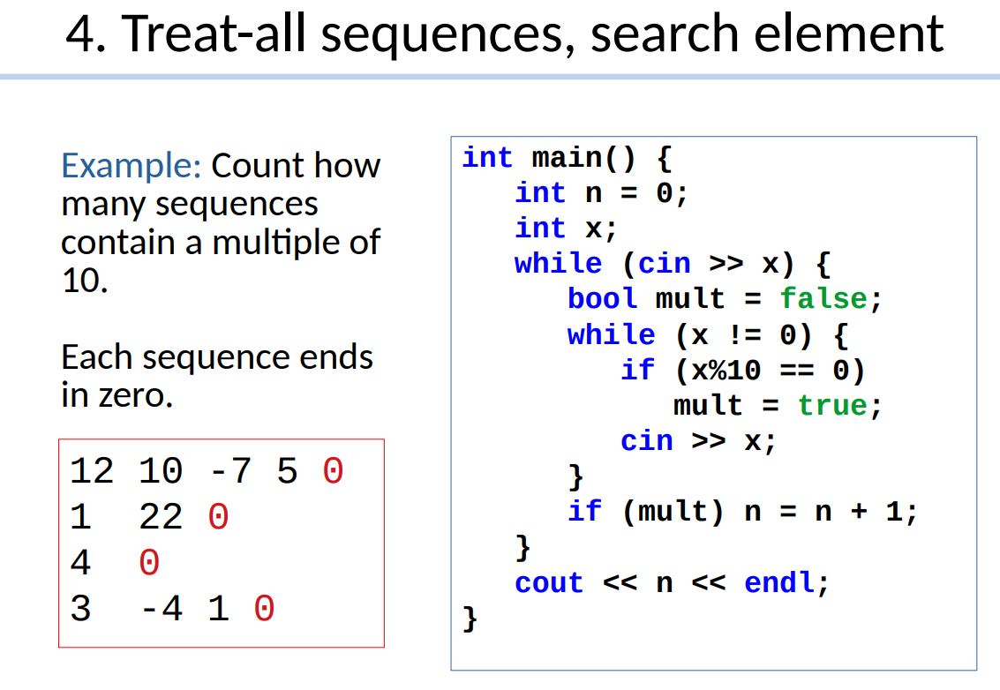 4. Treat-all sequences, search element
Example: Count how
many sequences
contain a multiple of
10.
Each sequence ends
in zero.
12 10 -7 5 0
1  22 0
4  0
3  -4 1 0
int main() {
   int n = 0;
   int x;
   while (cin >> x) {
      bool mult = false;
      while (x != 0) {
         if (x%10 == 0)
            mult = true;
         cin >> x;
      }
      if (mult) n = n + 1;
   }
   cout << n << endl;
}